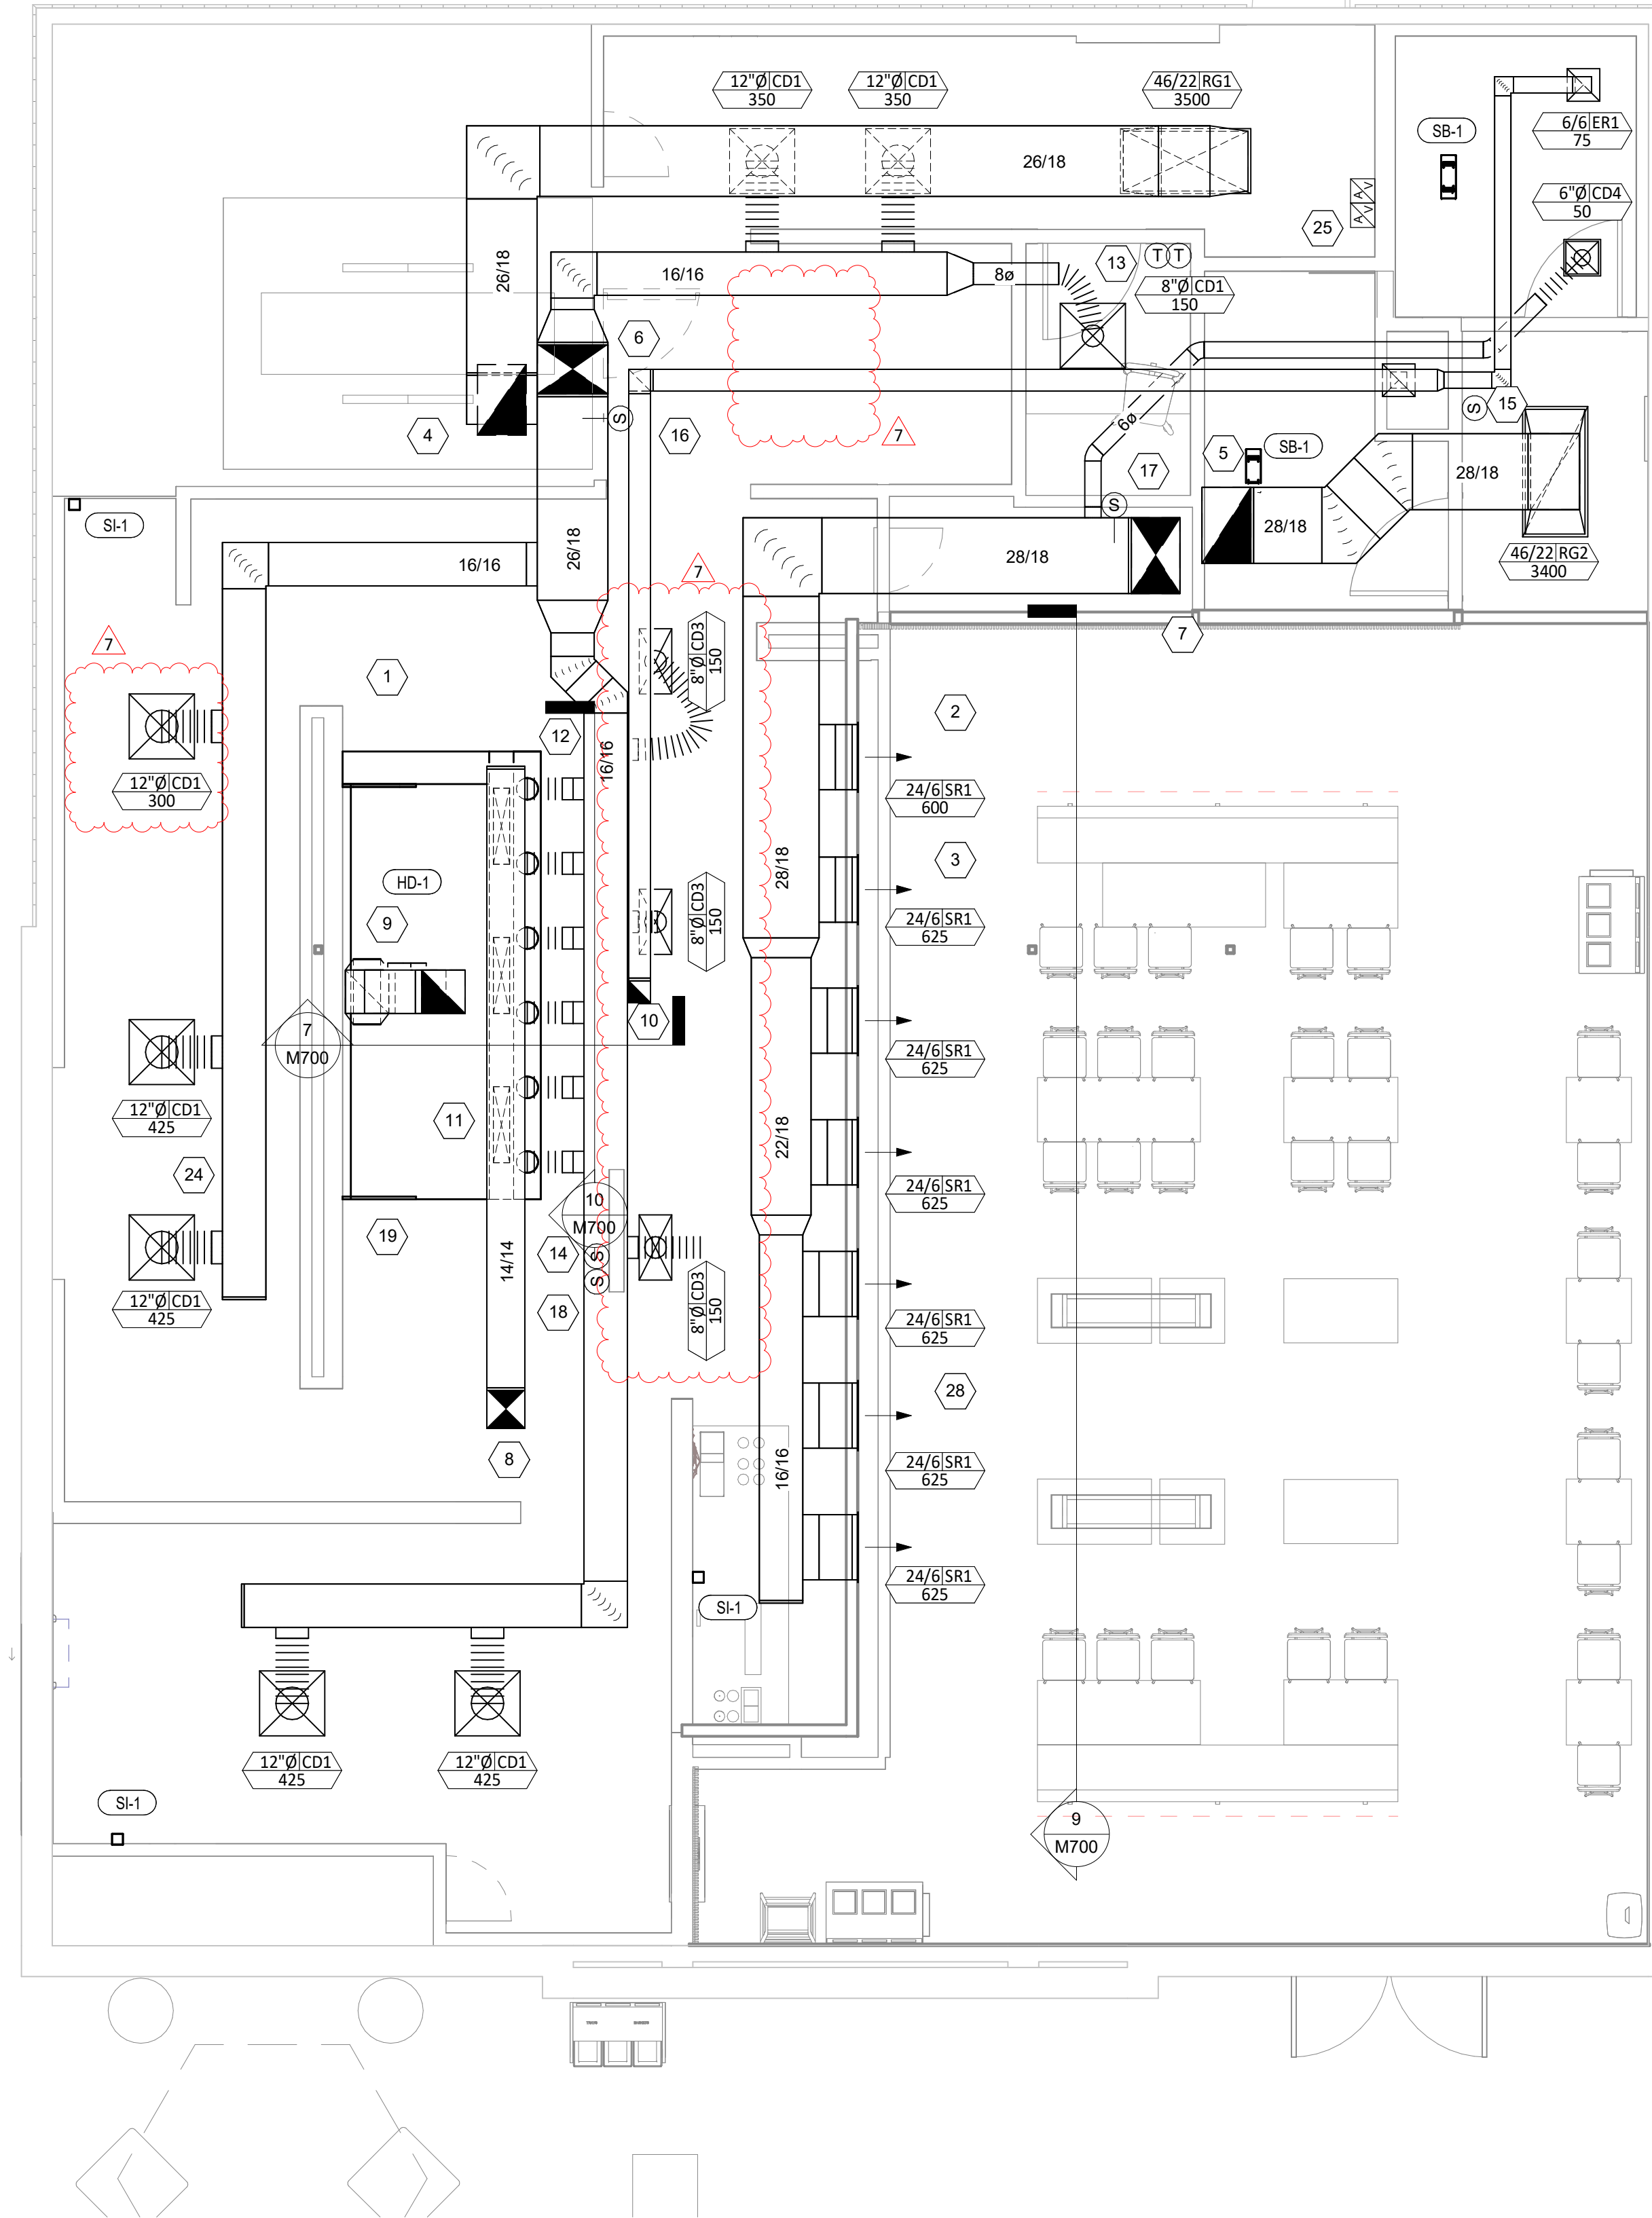 12"Ø CD1
350
12"Ø CD1
350
46/22 RG1
3500
SB-1
6/6 ER1
75
6"Ø CD4
50
26/18
A V
A V
25
26/18
16/16
8ø
13
T T
8"Ø CD1
150
6
4
S
16
7
6ø
S
15
17
5
SB-1
28/18
S
28/18
28/18
46/22 RG2
3400
SI-1
16/16
26/18
7
7
7
1
8"Ø CD3
150
12
16/16
2
12"Ø CD1
300
24/6 SR1
600
28/18
3
HD-1
9
8"Ø CD3
150
24/6 SR1
625
10
7
M700
24/6 SR1
625
12"Ø CD1
425
11
22/18
24
24/6 SR1
625
10
M700
19
14/14
14
S
S
18
8"Ø CD3
150
12"Ø CD1
425
24/6 SR1
625
28
8
16/16
24/6 SR1
625
24/6 SR1
625
SI-1
12"Ø CD1
425
12"Ø CD1
425
SI-1
9
M700